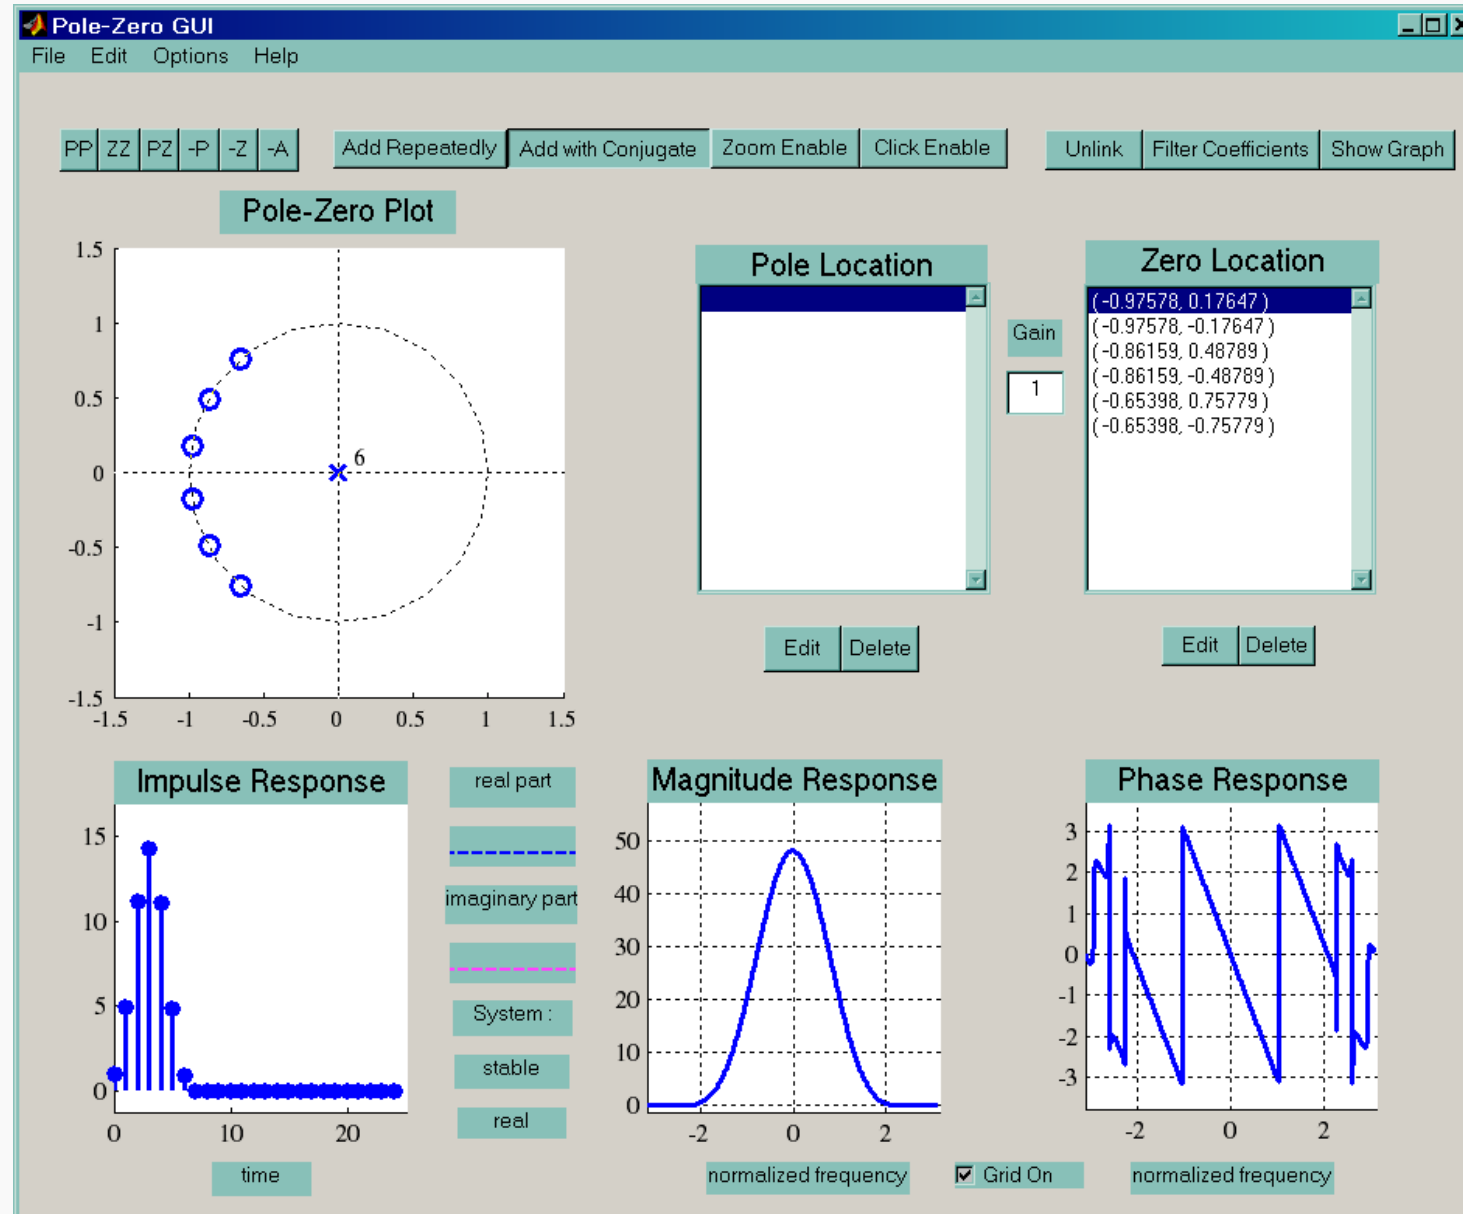 Pole-Zero GUI
File Edit Options Help
PP ZZ PZ -P -Z -A Add Repeatedly Add with Conjugate Zoom Enable Click Enable Unlink Filter Coefficients Show Graph
Pole-Zero Plot
1.5
1
0.5
0
-0.5
-1
-1.5
6
-1.5 -1 -0.5 0 0.5 1 1.5
Pole Location
Edit Delete
Gain
1
Zero Location
( -0.97578, 0.17647 )
( -0.97578, -0.17647 )
( -0.86159, 0.48789 )
( -0.86159, -0.48789 )
( -0.65398, 0.75779 )
( -0.65398, -0.75779 )
Edit Delete
Impulse Response
15
10
5
0
0 10 20
time
real part
imaginary part
System :
stable
real
Magnitude Response
50
40
30
20
10
0
-2 0 2
normalized frequency
Grid On
Phase Response
3
2
1
0
-1
-2
-3
-2 0 2
normalized frequency